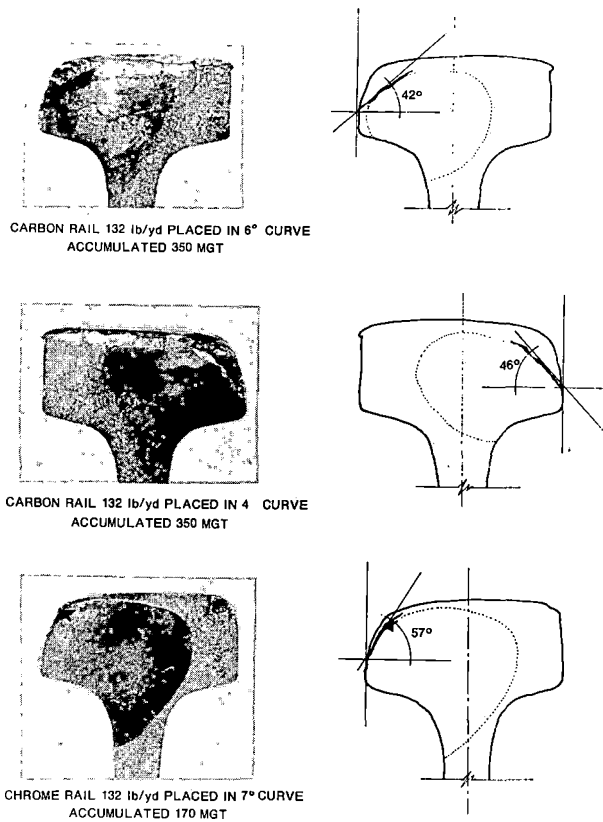 42°
CARBON RAIL 132 lb/yd PLACED IN 6° CURVE
ACCUMULATED 350 MGT
46°
CARBON RAIL 132 lb/yd PLACED IN 4 CURVE
ACCUMULATED 350 MGT
57°
CHROME RAIL 132 lb/yd PLACED IN 7° CURVE
ACCUMULATED 170 MGT